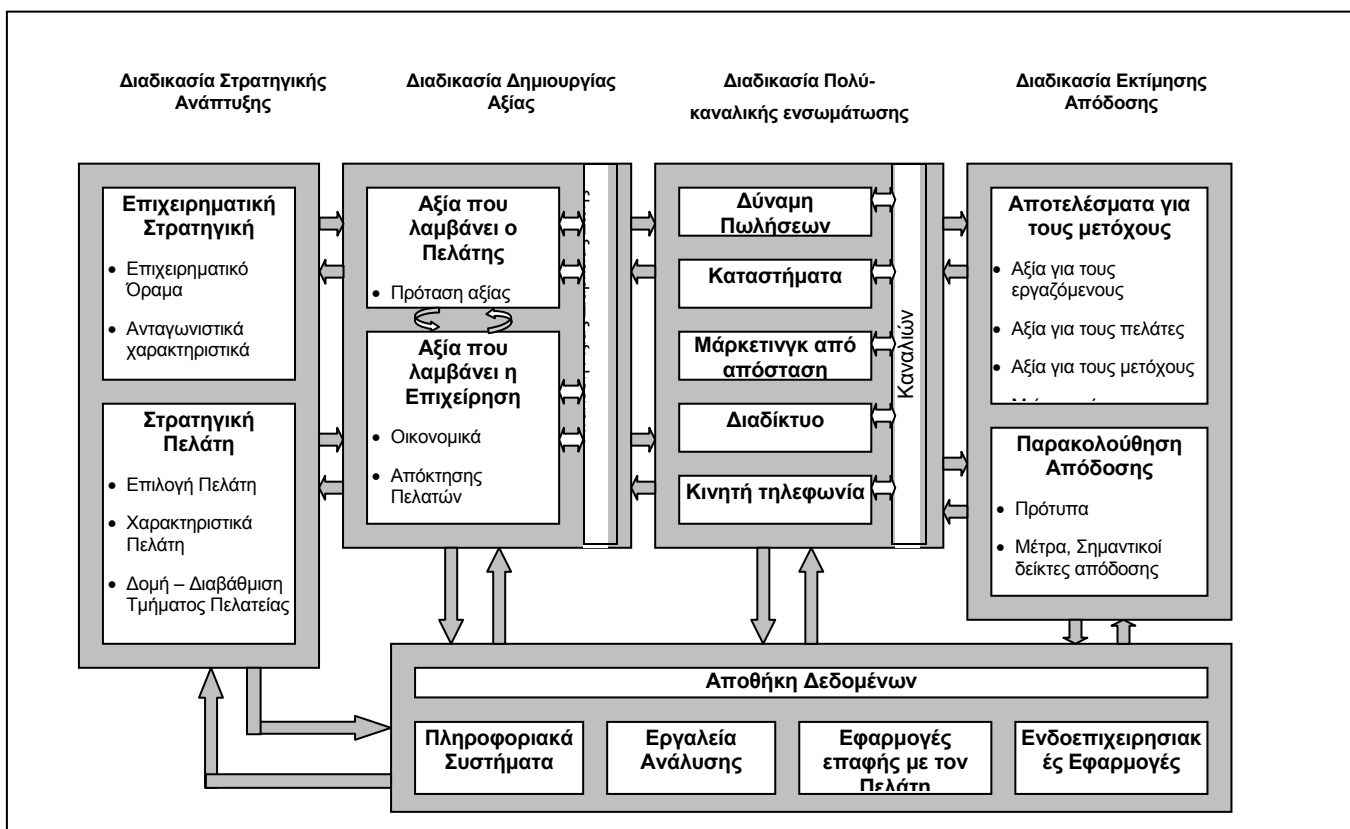 Διαδικασία Στρατηγικής
Ανάπτυξης
Διαδικασία Δημιουργίας
Αξίας
Διαδικασία Πολύ-
καναλικής ενσωμάτωσης
Διαδικασία Εκτίμησης
Απόδοσης
Επιχειρηματική
Στρατηγική
• Επιχειρηματικό
Όραμα
• Ανταγωνιστικά
χαρακτηριστικά
Στρατηγική
Πελάτη
• Επιλογή Πελάτη
• Χαρακτηριστικά
Πελάτη
• Δομή – Διαβάθμιση
Τμήματος Πελατείας
Αξία που
λαμβάνει ο
Πελάτης
• Πρόταση αξίας
Αξία που
λαμβάνει η
Επιχείρηση
• Οικονομικά
• Απόκτησης
Πελατών
Δύναμη
Πωλήσεων
Καταστήματα
Μάρκετινγκ από
απόσταση
Διαδίκτυο
Κινητή τηλεφωνία
Καναλιών
Αποτελέσματα για
τους μετόχους
• Αξία για τους
εργαζόμενους
• Αξία για τους πελάτες
• Αξία για τους μετόχους
Παρακολούθηση
Απόδοσης
• Πρότυπα
• Μέτρα, Σημαντικοί
δείκτες απόδοσης
Αποθήκη Δεδομένων
Πληροφοριακά
Συστήματα
Εργαλεία
Ανάλυσης
Εφαρμογές
επαφής με τον
Πελάτη
Ενδοεπιχειρησιακ
ές Εφαρμογές